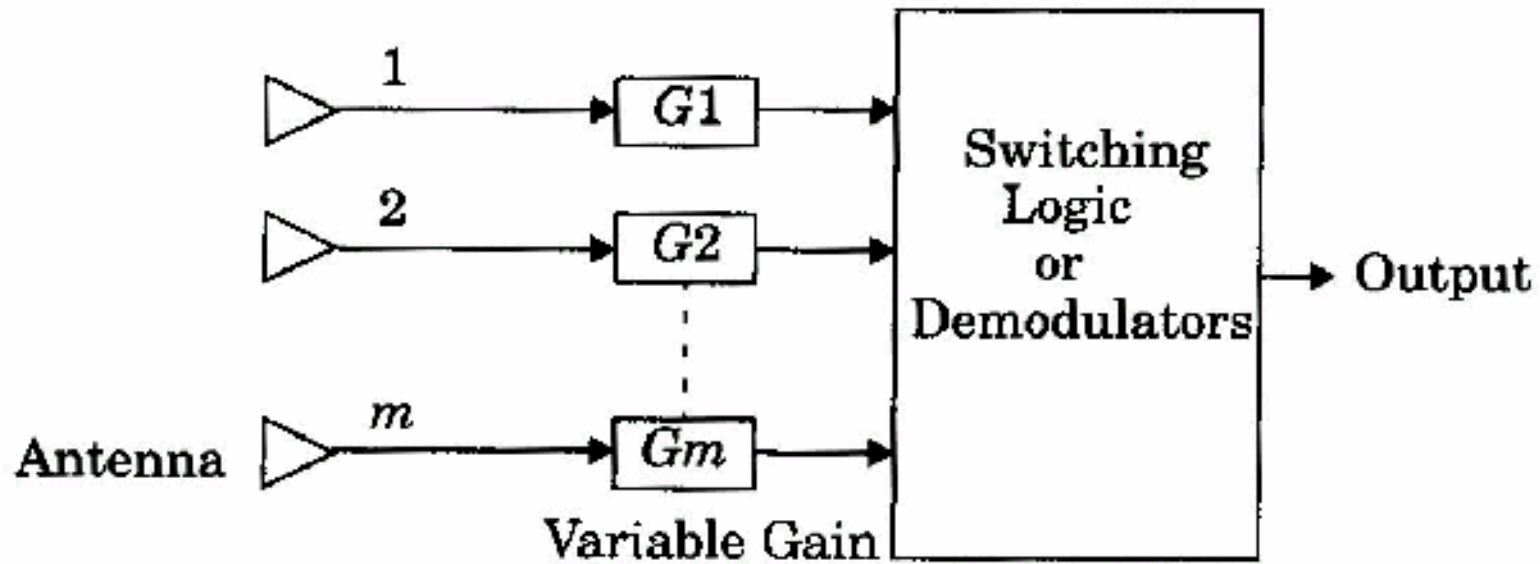 1
G1
2
G2
m
Antenna
Gm
Variable Gain
Switching
Logic
or
Demodulators
Output